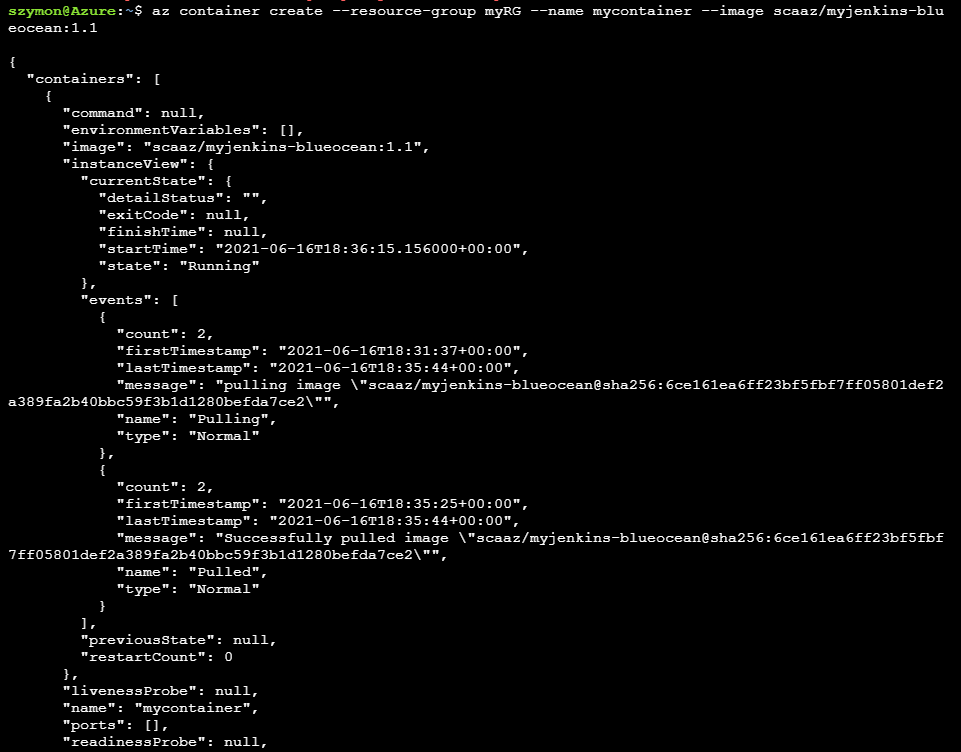 szymon@Azure:~$ az container create --resource-group myRG --name mycontainer --image scaaz/myjenkins-blu
eocean:1.1
{
  "containers": [
    {
      "command": null,
      "environmentVariables": [],
      "image": "scaaz/myjenkins-blueocean:1.1",
      "instanceView": {
        "currentState": {
          "detailStatus": "",
          "exitCode": null,
          "finishTime": null,
          "startTime": "2021-06-16T18:36:15.156000+00:00",
          "state": "Running"
        },
        "events": [
          {
            "count": 2,
            "firstTimestamp": "2021-06-16T18:31:37+00:00",
            "lastTimestamp": "2021-06-16T18:35:44+00:00",
            "message": "pulling image \"scaaz/myjenkins-blueocean@sha256:6ce161ea6ff23bf5fbf7ff05801def2
a389fa2b40bbc59f3b1d1280befda7ce2\"",
            "name": "Pulling",
            "type": "Normal"
          },
          {
            "count": 2,
            "firstTimestamp": "2021-06-16T18:35:25+00:00",
            "lastTimestamp": "2021-06-16T18:35:44+00:00",
            "message": "Successfully pulled image \"scaaz/myjenkins-blueocean@sha256:6ce161ea6ff23bf5fbf
7ff05801def2a389fa2b40bbc59f3b1d1280befda7ce2\"",
            "name": "Pulled",
            "type": "Normal"
          }
        ],
        "previousState": null,
        "restartCount": 0
      },
      "livenessProbe": null,
      "name": "mycontainer",
      "ports": [],
      "readinessProbe": null,